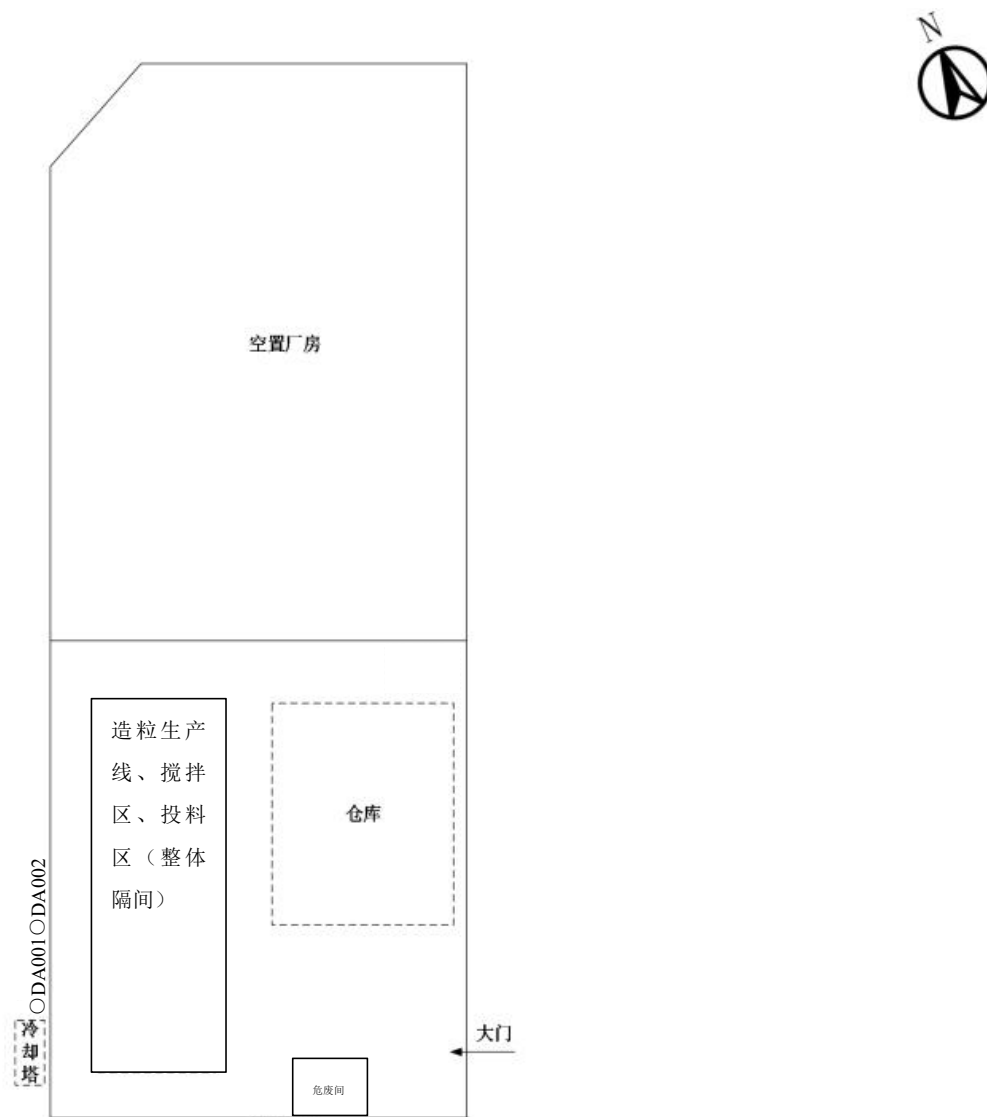 N
空置厂房
造粒生产
线、搅拌
区、投料
区（整体
隔间）
仓库
○DA001○DA002
冷却塔
大门
危废间